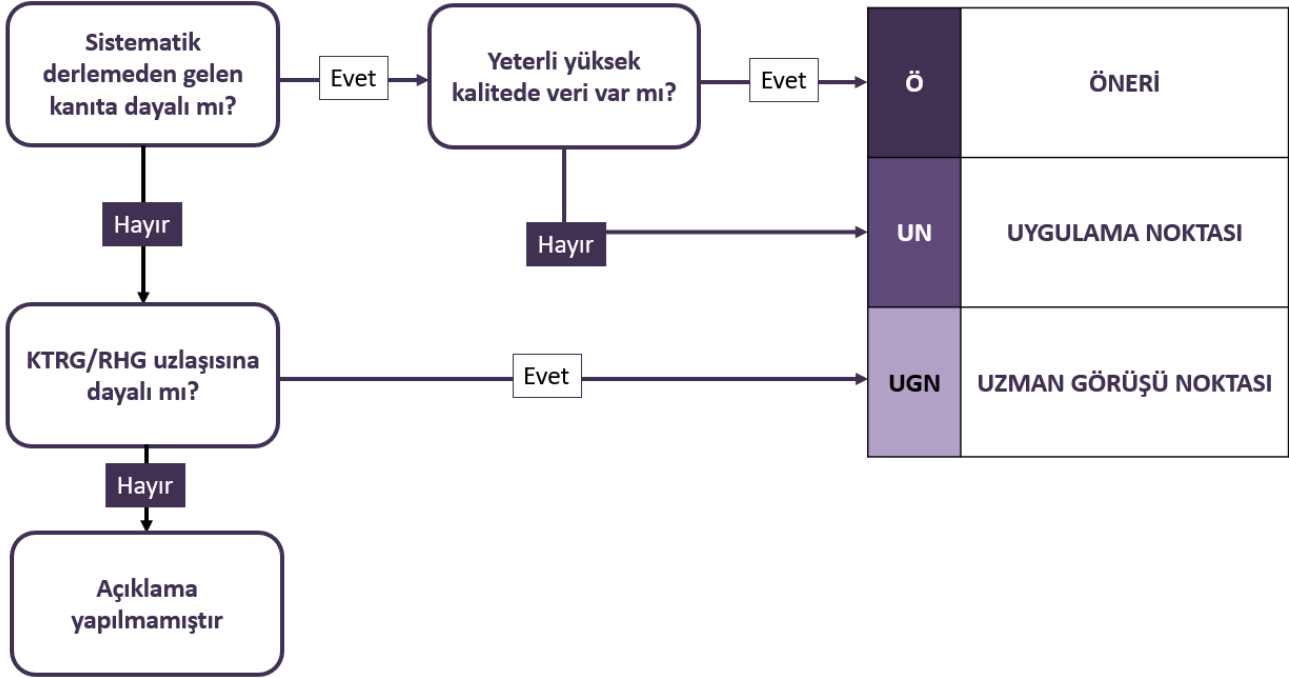 Sistematik
derlemeden gelen
kanıta dayalı mı?
Evet
Yeterli yüksek
kalitede veri var mı?
Evet
Ö
ÖNERİ
Hayır
Hayır
UN
UYGULAMA NOKTASI
KTRG/RHG uzlaşısına
dayalı mı?
Evet
UGN
UZMAN GÖRÜŞÜ NOKTASI
Hayır
Açıklama
yapılmamıştır